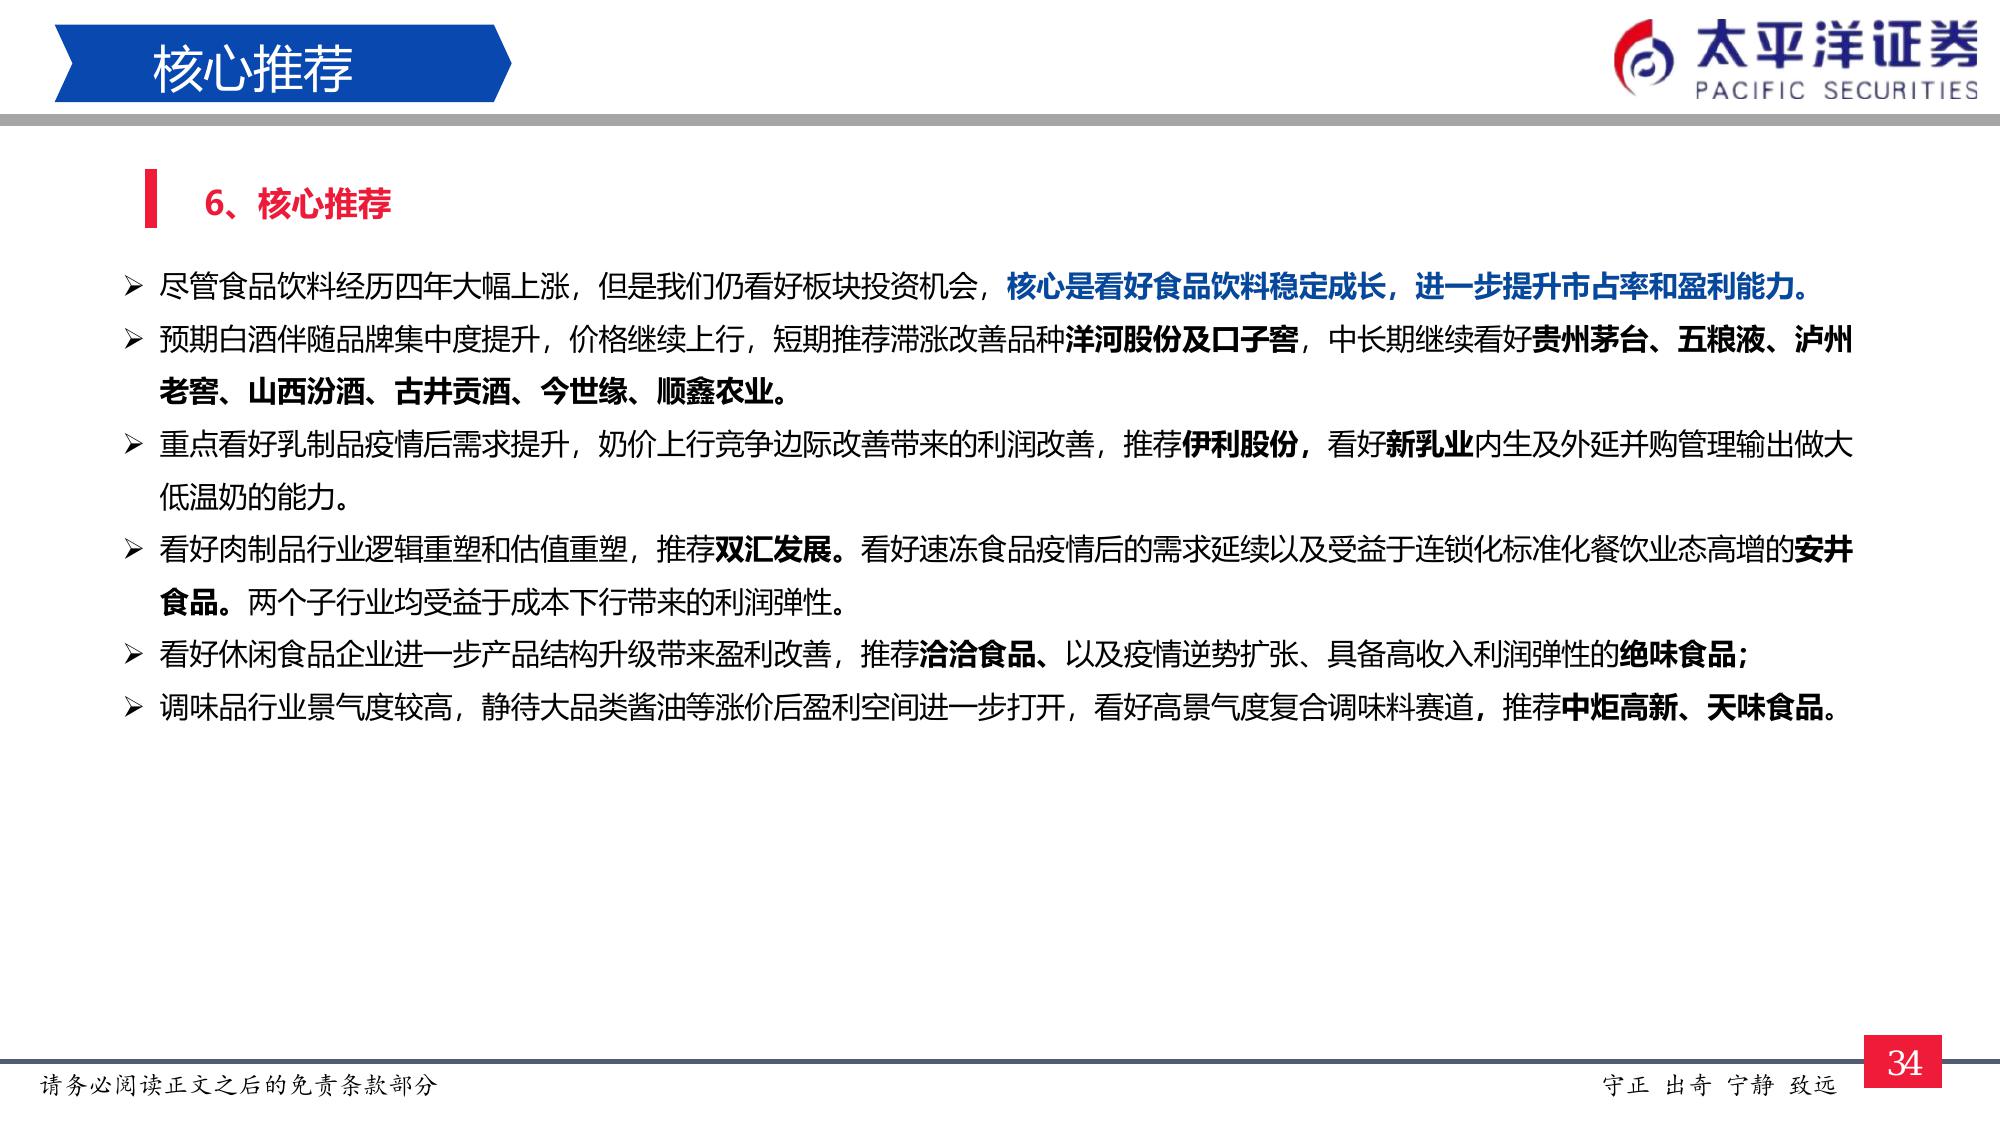 核心推荐
太平洋证券
PACIFIC SECURITIES
6、核心推荐
➢ 尽管食品饮料经历四年大幅上涨，但是我们仍看好板块投资机会，核心是看好食品饮料稳定成长，进一步提升市占率和盈利能力。
➢ 预期白酒伴随品牌集中度提升，价格继续上行，短期推荐滞涨改善品种洋河股份及口子窖，中长期继续看好贵州茅台、五粮液、泸州
老窖、山西汾酒、古井贡酒、今世缘、顺鑫农业。
➢ 重点看好乳制品疫情后需求提升，奶价上行竞争边际改善带来的利润改善，推荐伊利股份，看好新乳业内生及外延并购管理输出做大
低温奶的能力。
➢ 看好肉制品行业逻辑重塑和估值重塑，推荐双汇发展。看好速冻食品疫情后的需求延续以及受益于连锁化标准化餐饮业态高增的安井
食品。两个子行业均受益于成本下行带来的利润弹性。
➢ 看好休闲食品企业进一步产品结构升级带来盈利改善，推荐洽洽食品、以及疫情逆势扩张、具备高收入利润弹性的绝味食品；
➢ 调味品行业景气度较高，静待大品类酱油等涨价后盈利空间进一步打开，看好高景气度复合调味料赛道，推荐中炬高新、天味食品。
请务必阅读正文之后的免责条款部分
守正 出奇 宁静 致远
34